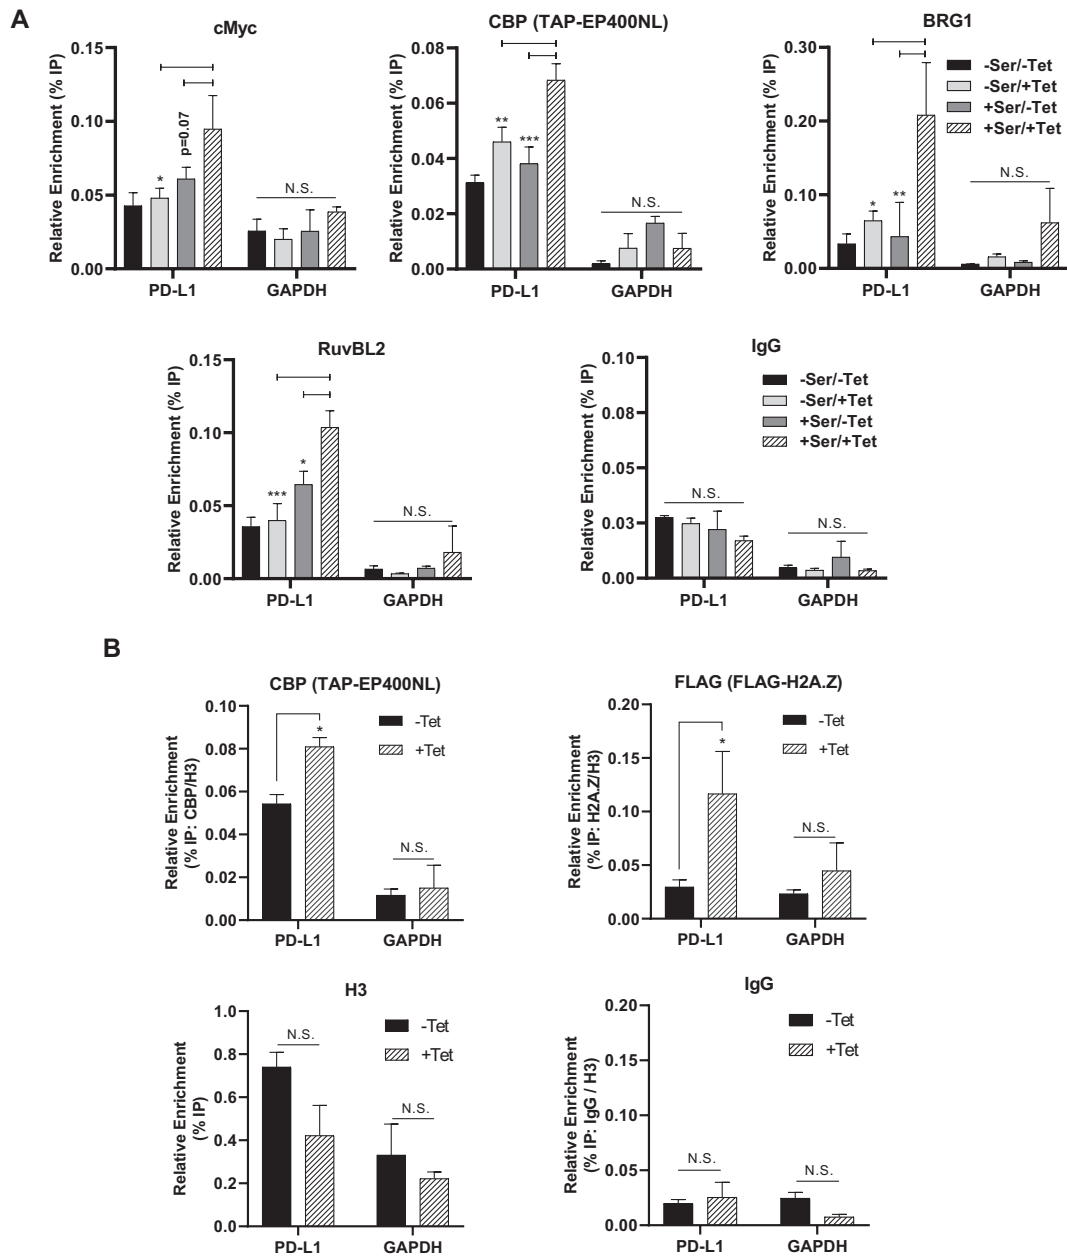 A
cMyc
Relative Enrichment (% IP)
0.15
0.10
0.05
0.00
*
p=0.07
N.S.
PD-L1
GAPDH
CBP (TAP-EP400NL)
Relative Enrichment (% IP)
0.08
0.06
0.04
0.02
0.00
**
***
N.S.
PD-L1
GAPDH
BRG1
Relative Enrichment (% IP)
0.30
0.20
0.10
0.00
*
**
N.S.
PD-L1
GAPDH
-Ser/-Tet
-Ser/+Tet
+Ser/-Tet
+Ser/+Tet
RuvBL2
Relative Enrichment (% IP)
0.15
0.10
0.05
0.00
***
*
N.S.
PD-L1
GAPDH
IgG
Relative Enrichment (% IP)
0.10
0.08
0.05
0.03
0.00
N.S.
N.S.
PD-L1
GAPDH
-Ser/-Tet
-Ser/+Tet
+Ser/-Tet
+Ser/+Tet
B
CBP (TAP-EP400NL)
Relative Enrichment
(% IP: CBP/H3)
0.10
0.08
0.06
0.04
0.02
0.00
*
N.S.
PD-L1
GAPDH
-Tet
+Tet
FLAG (FLAG-H2A.Z)
Relative Enrichment
(% IP: H2A.Z/H3)
0.20
0.15
0.10
0.05
0.00
*
N.S.
PD-L1
GAPDH
-Tet
+Tet
H3
Relative Enrichment
(% IP)
1.0
0.8
0.6
0.4
0.2
0.0
N.S.
N.S.
PD-L1
GAPDH
-Tet
+Tet
IgG
Relative Enrichment
(% IP: IgG / H3)
0.20
0.15
0.10
0.05
0.00
N.S.
N.S.
PD-L1
GAPDH
-Tet
+Tet